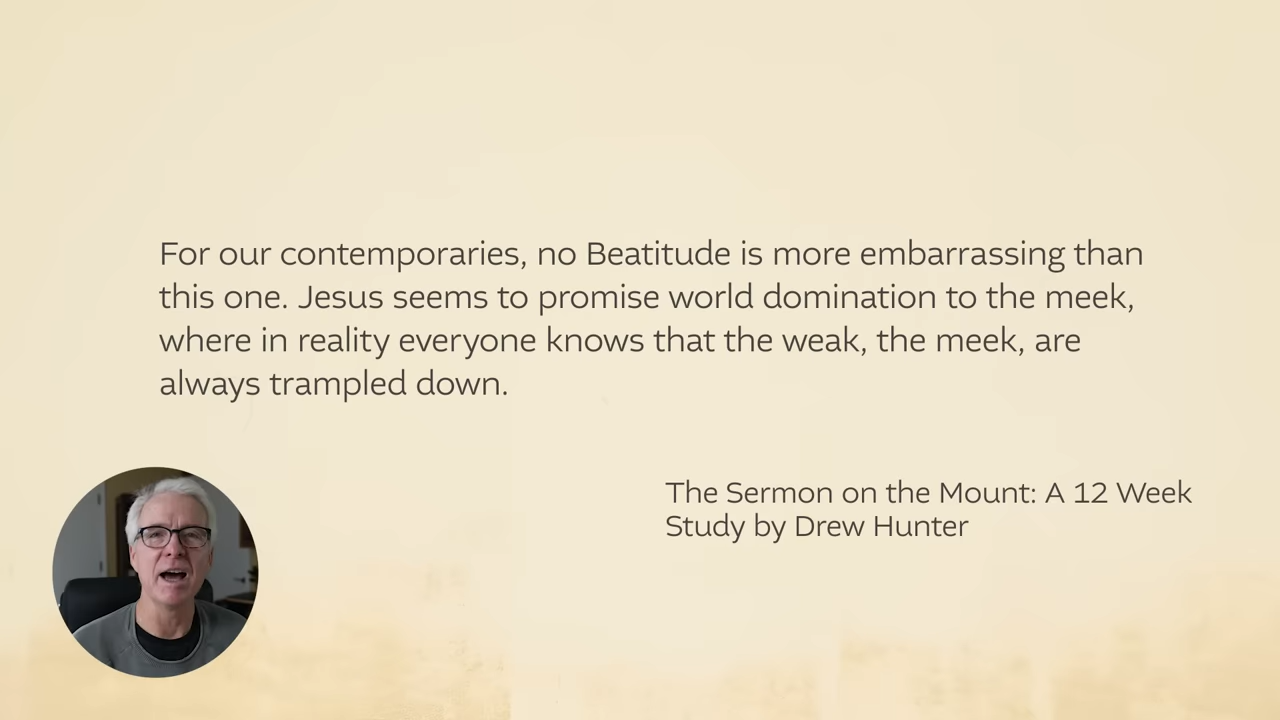 For our contemporaries, no Beatitude is more embarrassing than
this one. Jesus seems to promise world domination to the meek,
where in reality everyone knows that the weak, the meek, are
always trampled down.
The Sermon on the Mount: A 12 Week
Study by Drew Hunter